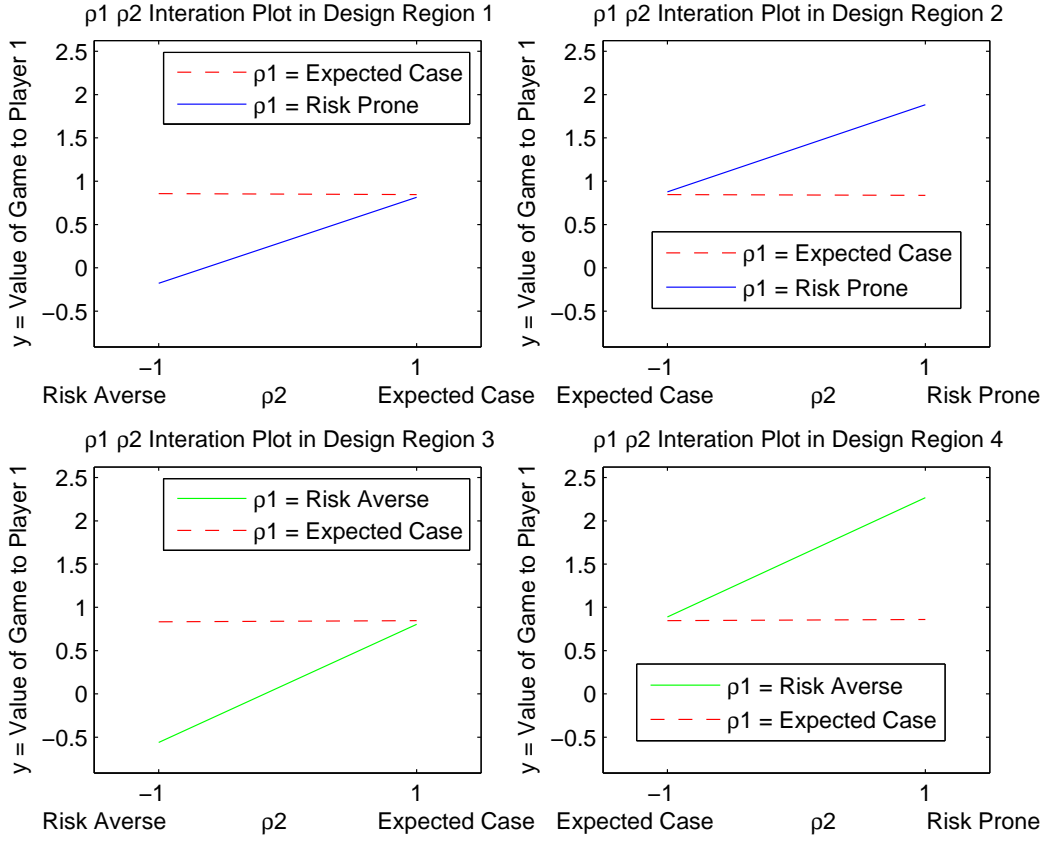 ρ1 ρ2 Interation Plot in Design Region 1
y = Value of Game to Player 1
2.5
2
1.5
1
0.5
0
−0.5
ρ1 = Expected Case
ρ1 = Risk Prone
−1
1
Risk Averse
ρ2
Expected Case
ρ1 ρ2 Interation Plot in Design Region 2
y = Value of Game to Player 1
2.5
2
1.5
1
0.5
0
−0.5
ρ1 = Expected Case
ρ1 = Risk Prone
−1
1
Expected Case
ρ2
Risk Prone
ρ1 ρ2 Interation Plot in Design Region 3
y = Value of Game to Player 1
2.5
2
1.5
1
0.5
0
−0.5
ρ1 = Risk Averse
ρ1 = Expected Case
−1
1
Risk Averse
ρ2
Expected Case
ρ1 ρ2 Interation Plot in Design Region 4
y = Value of Game to Player 1
2.5
2
1.5
1
0.5
0
−0.5
ρ1 = Risk Averse
ρ1 = Expected Case
−1
1
Expected Case
ρ2
Risk Prone